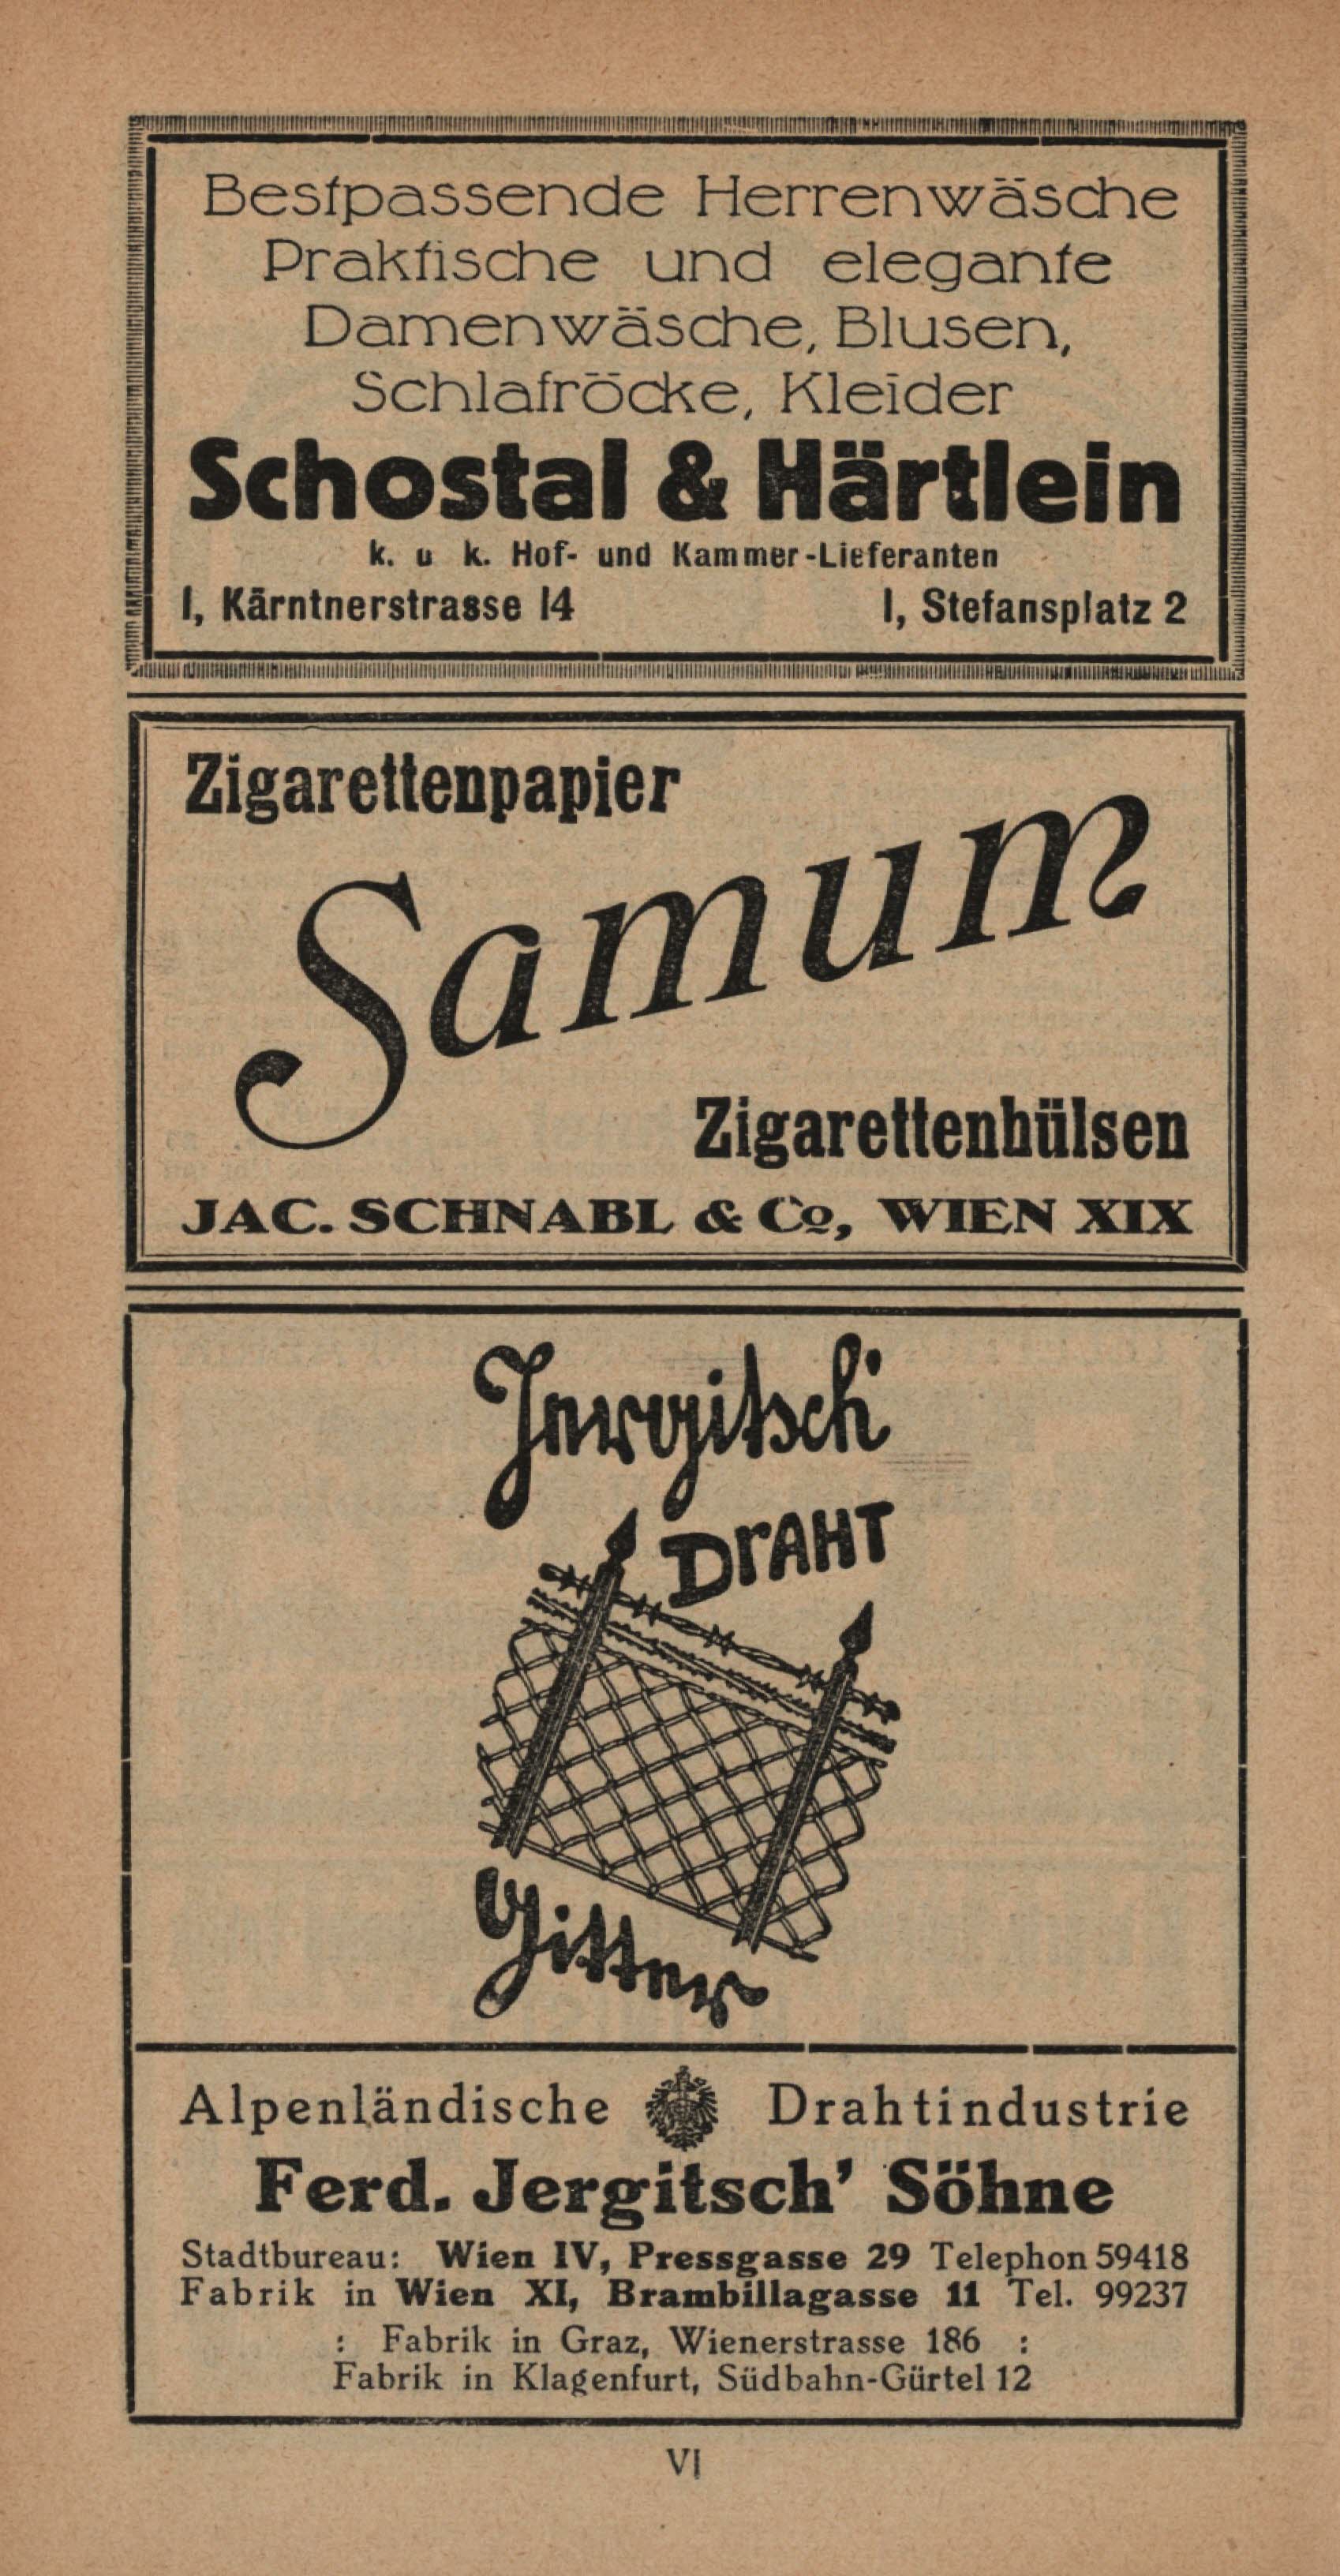 Bestpassende Herrenwäsche
Praktische und elegante
Damenwäsche, Blusen,
Schlafröcke, Kleider
Schostal & Härtlein
k. u k. Hof- und Kammer-Lieferanten
I, Kärntnerstrasse 14 I, Stefansplatz 2
Zigarettenpapier
Samum
Zigarettenhülsen
JAC. SCHNABL & Co, WIEN XIX
Jergitsch'
DrAHT
Gitter
Alpenländische Drahtindustrie
Ferd. Jergitsch' Söhne
Stadtbureau: Wien IV, Pressgasse 29 Telephon 59418
Fabrik in Wien XI, Brambillagasse 11 Tel. 99237
: Fabrik in Graz, Wienerstrasse 186 :
Fabrik in Klagenfurt, Südbahn-Gürtel 12
VI